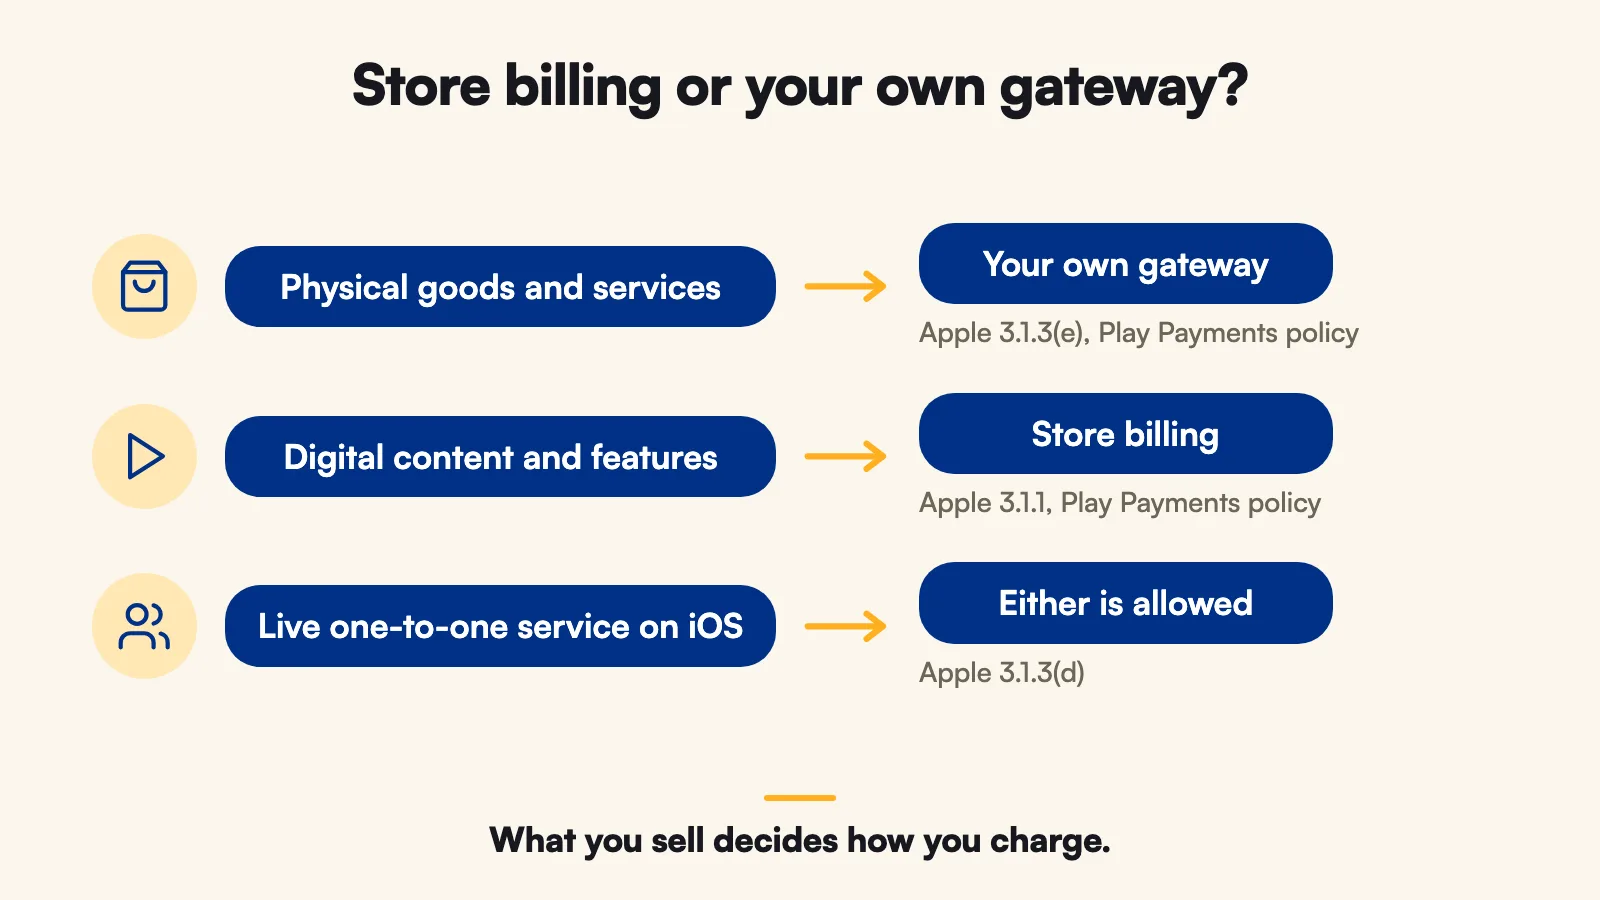 Store billing or your own gateway?
Physical goods and services
Your own gateway
Apple 3.1.3(e), Play Payments policy
Digital content and features
Store billing
Apple 3.1.1, Play Payments policy
Live one-to-one service on iOS
Either is allowed
Apple 3.1.3(d)
What you sell decides how you charge.